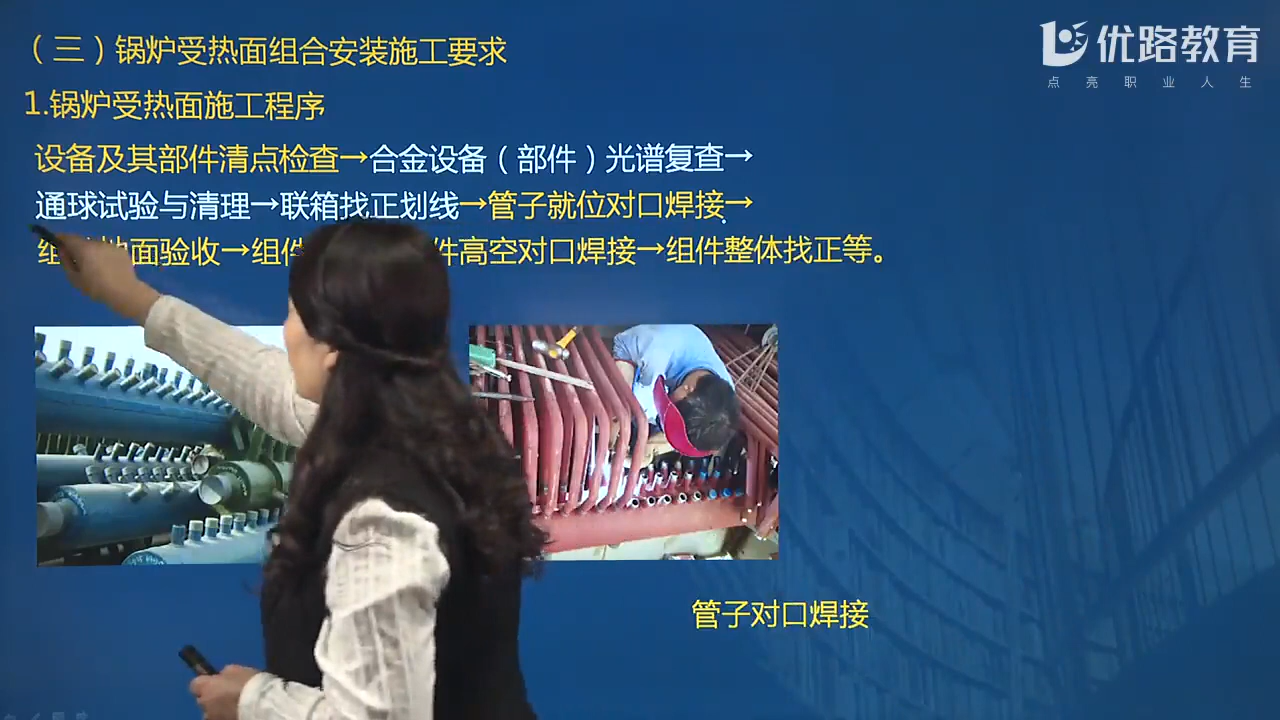 （三）锅炉受热面组合安装施工要求
优路教育
点亮职业人生
1.锅炉受热面施工程序
设备及其部件清点检查→合金设备（部件）光谱复查→
通球试验与清理→联箱找正划线→管子就位对口焊接→
组 面验收→组件 件高空对口焊接→组件整体找正等。
管子对口焊接